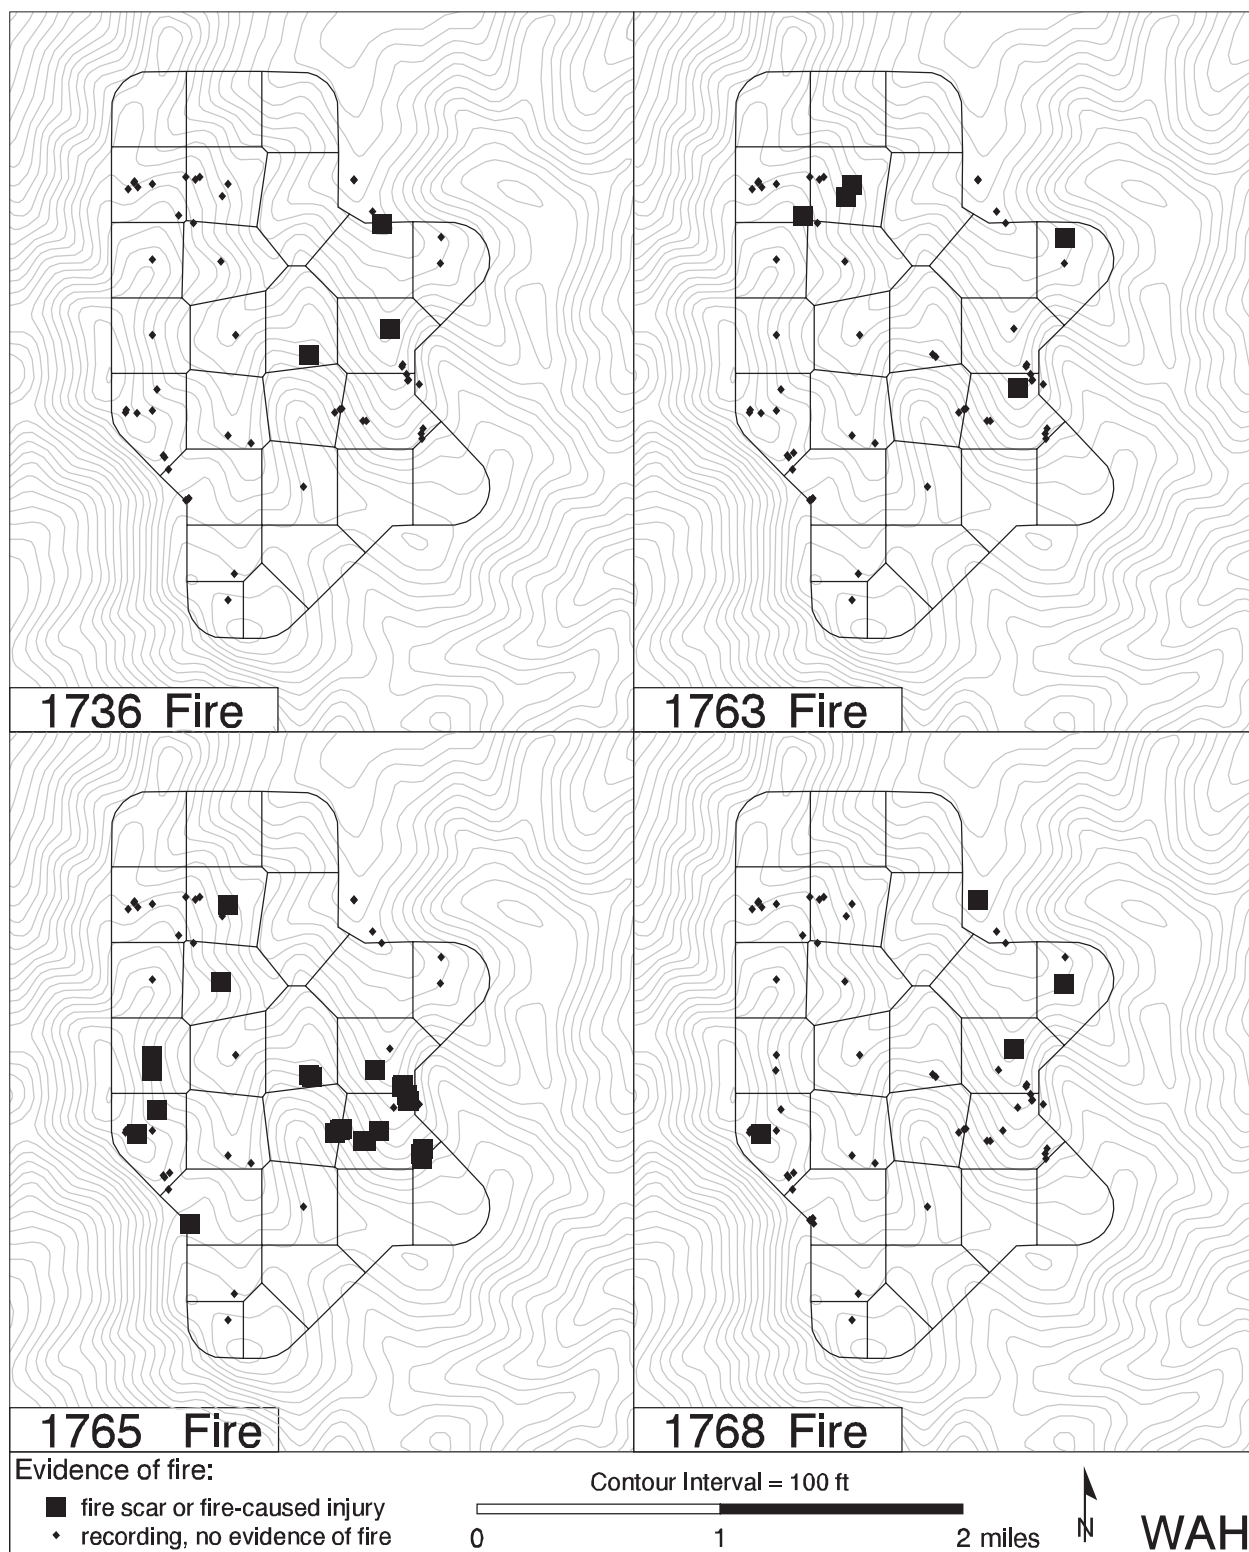 1736 Fire
1763 Fire
1765 Fire
1768 Fire
Evidence of fire:
fire scar or fire-caused injury
recording, no evidence of fire
Contour Interval = 100 ft
0 1 2 miles
N
WAH